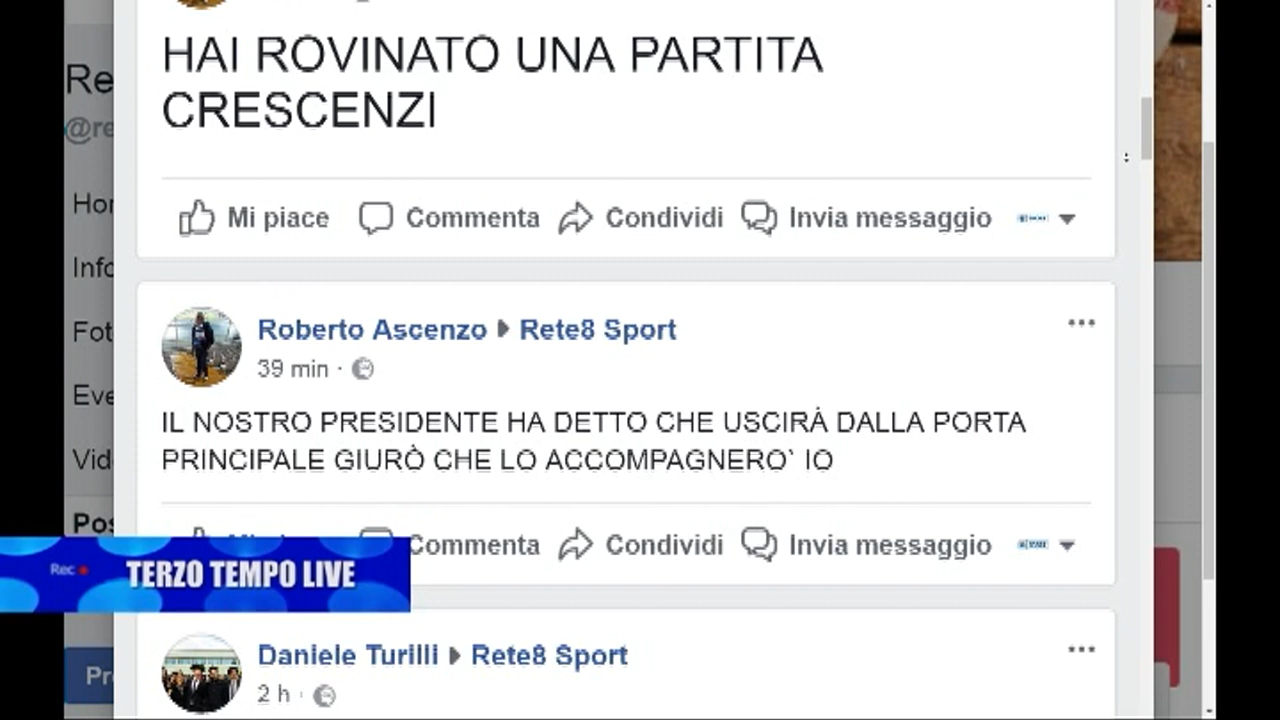 HAI ROVINATO UNA PARTITA
CRESCENZI
Re
@re
Mi piace
Commenta
Condividi
Invia messaggio
Roberto Ascenzo Rete8 Sport
39 min ·
IL NOSTRO PRESIDENTE HA DETTO CHE USCIRÀ DALLA PORTA
PRINCIPALE GIURÒ CHE LO ACCOMPAGNERO` IO
Commenta
Condividi
Invia messaggio
Rec
TERZO TEMPO LIVE
Daniele Turilli Rete8 Sport
2 h ·
Hor
Info
Fot
Eve
Vid
Pos
Pr